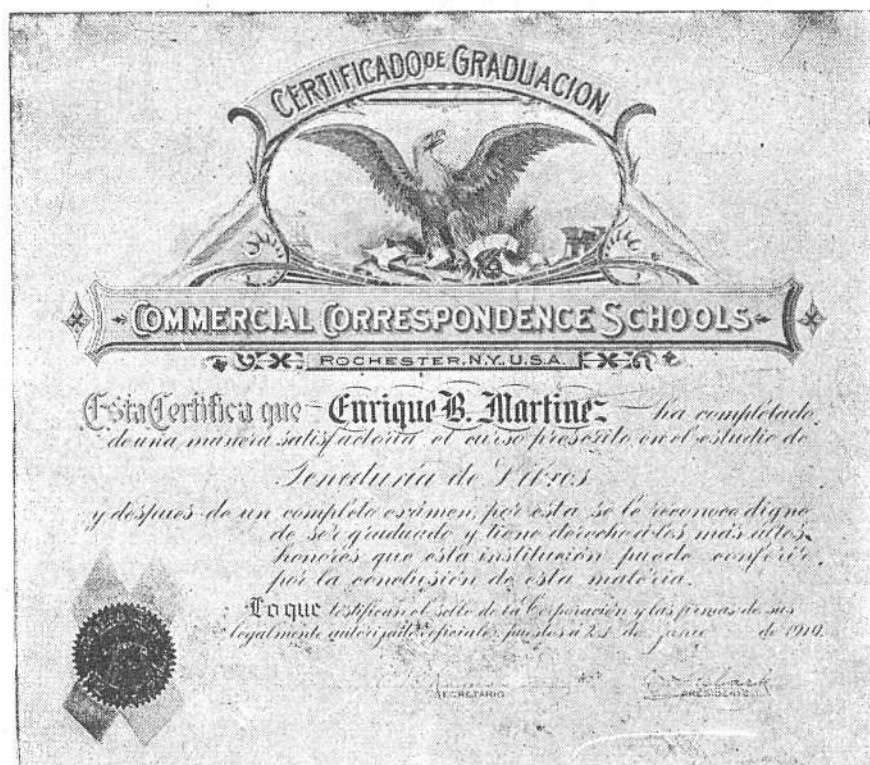 CERTIFICADO DE GRADUACION
COMMERCIAL CORRESPONDENCE SCHOOLS
ROCHESTER, N.Y. U.S.A.
Esta Certifica que Enrique B. Martinez ha completado
de una manera satisfactoria el curso prescrito en el estudio de
Teneduría de Libros
y despues de un completo exámen, por esta se le reconoce digno
de ser graduado y tiene derecho á los más altos
honores que esta institución puede conferir
por la conclusión de esta materia.
Lo que testifican el sello de la Corporación y las firmas de sus
legalmente autorizados oficiales, puestos a de junio de 1910.
SECRETARIO
PRESIDENTE